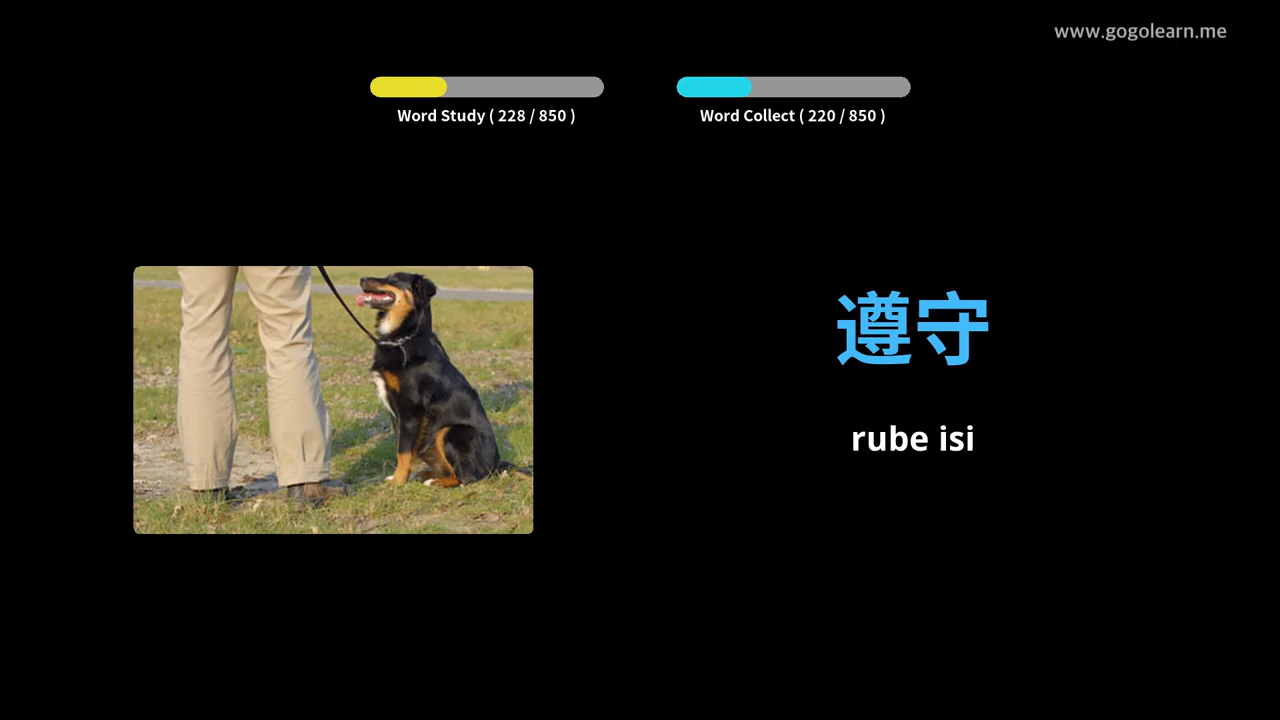 www.gogolearn.me
Word Study ( 228 / 850 )
Word Collect ( 220 / 850 )
遵守
rube isi